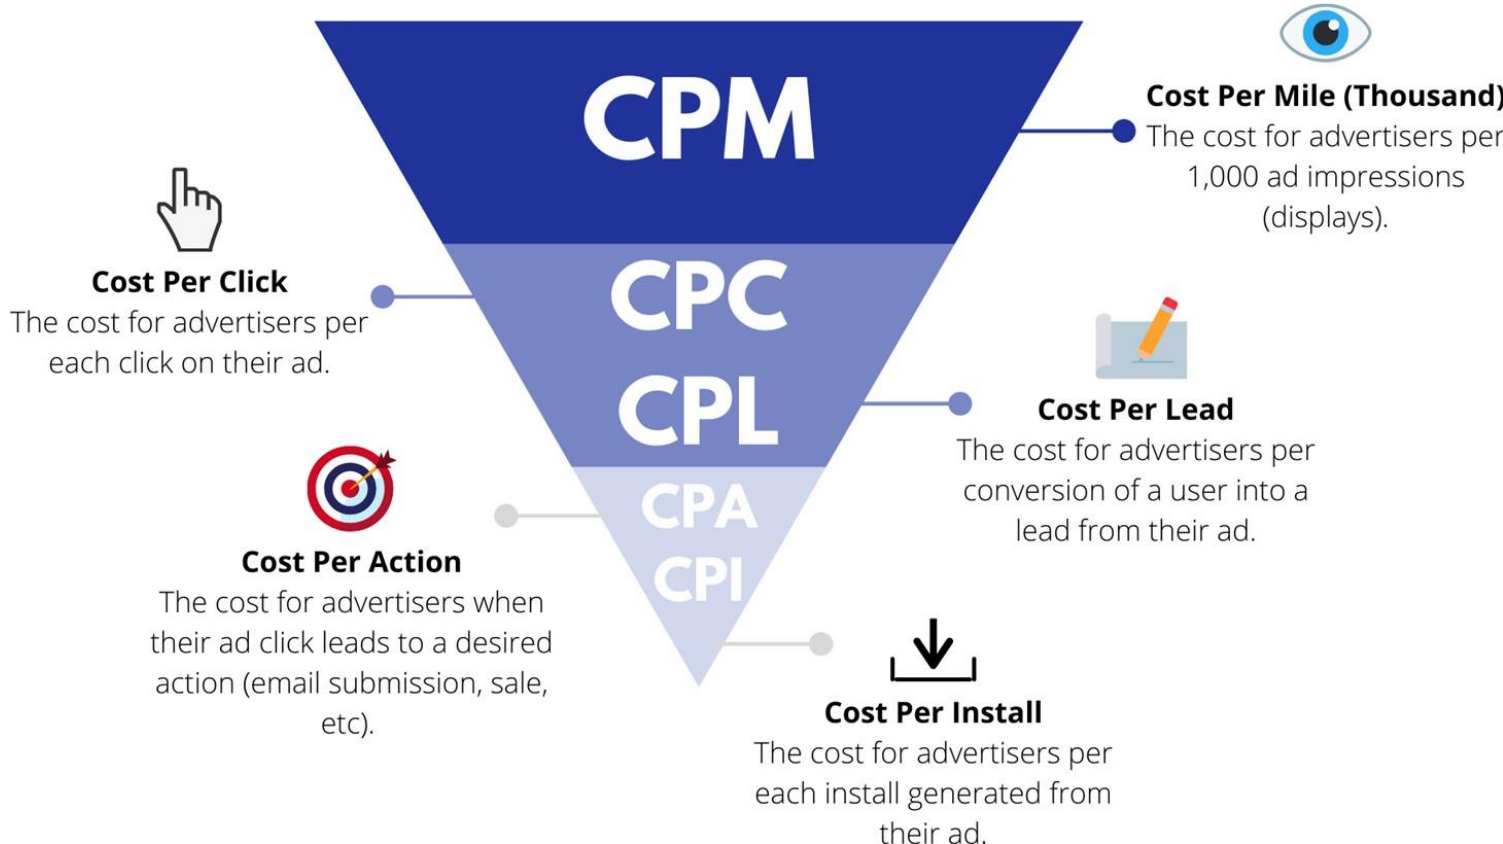 CPM
Cost Per Mile (Thousand)
The cost for advertisers per
1,000 ad impressions
(displays).
Cost Per Click
The cost for advertisers per
each click on their ad.
CPC
CPL
Cost Per Lead
The cost for advertisers per
conversion of a user into a
lead from their ad.
CPA
CPI
Cost Per Action
The cost for advertisers when
their ad click leads to a desired
action (email submission, sale,
etc).
Cost Per Install
The cost for advertisers per
each install generated from
their ad.